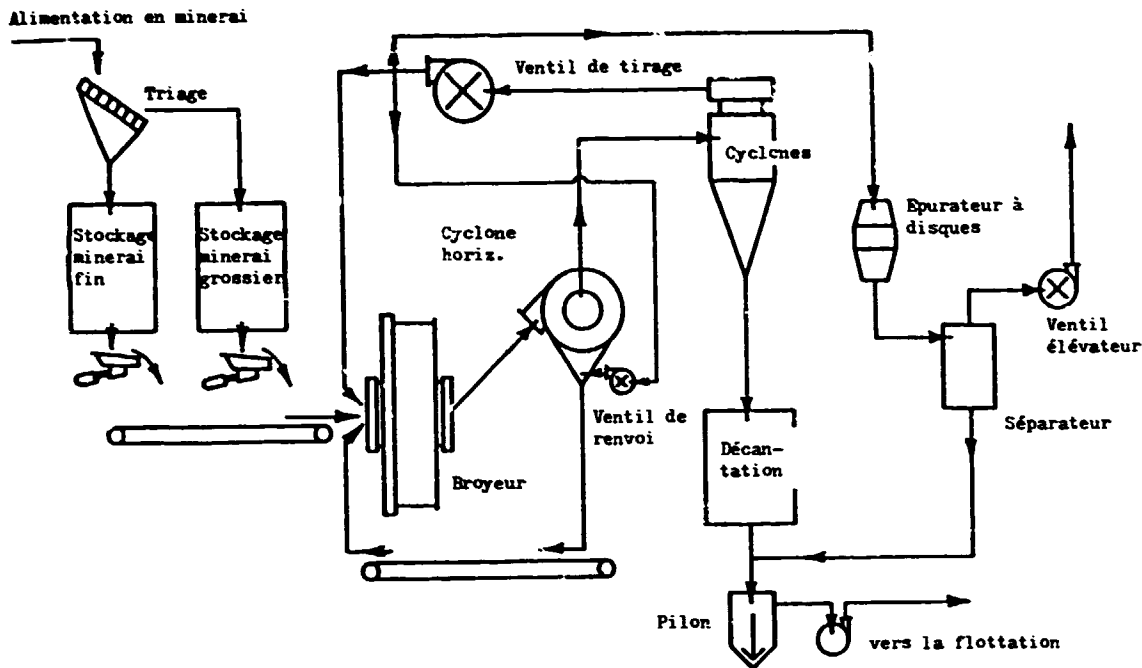 Alimentation en minerai
Triage
Ventil de tirage
Cyclones
Stockage
minerai
fin
Stockage
minerai
grossier
Cyclone
horiz.
Epurateur à
disques
Ventil
élévateur
Ventil de
renvoi
Séparateur
Décan-
tation
Broyeur
Pilon
vers la flottation